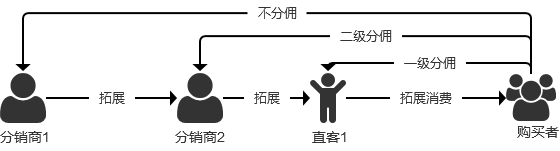 不分佣
二级分佣
一级分佣
拓展
拓展
拓展消费
分销商1
分销商2
直客1
购买者